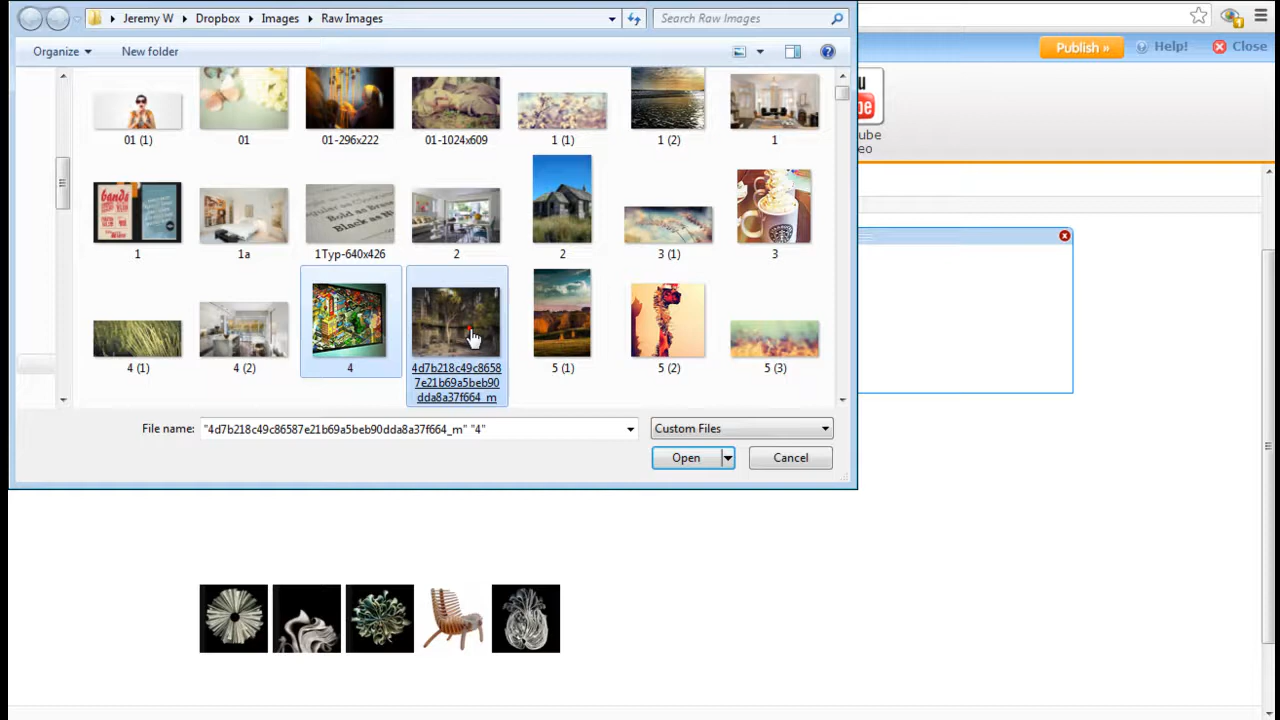 Jeremy W Dropbox Images Raw Images
Search Raw Images
Organize New folder
Publish »
Help!
Close
01 (1) 01 01-296x222 01-1024x609 1 (1) 1 (2) 1
ube
eo
bands
1 1a 1Typ-640x426 2 2 3 (1) 3
4 (1) 4 (2) 4 4d7b218c49c8658 5 (1) 5 (2) 5 (3)
7e21b69a5beb90
dda8a37f664_m
File name: "4d7b218c49c86587e21b69a5beb90dda8a37f664_m" "4" Custom Files
Open Cancel